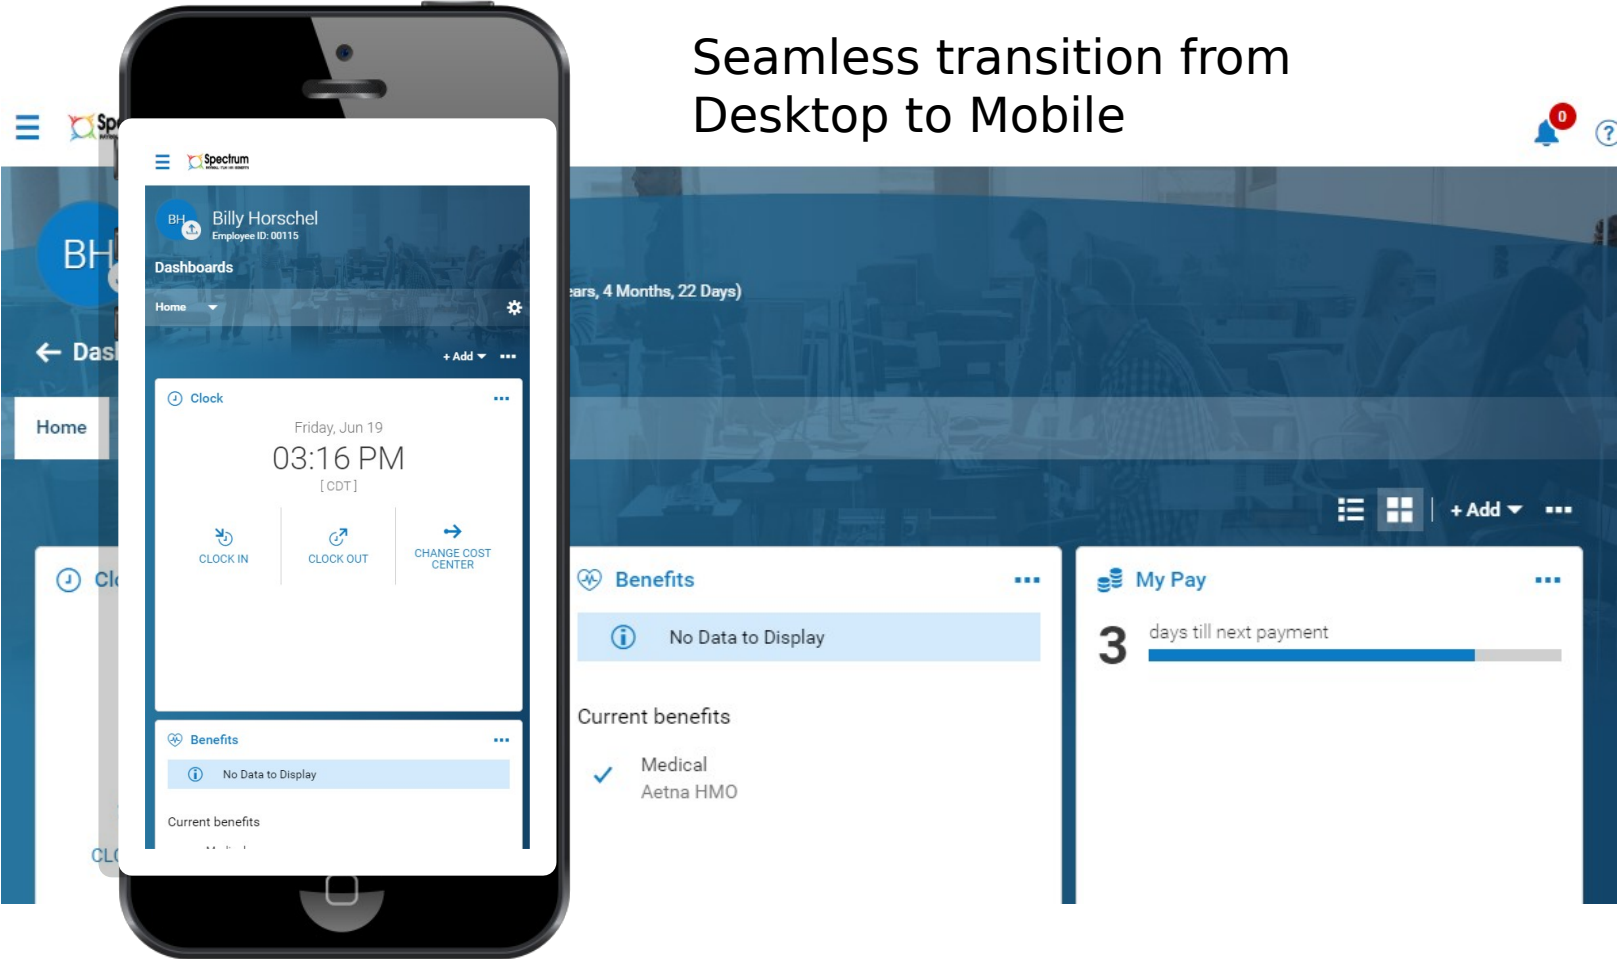 Seamless transition from
Desktop to Mobile
0
?
BH
ears, 4 Months, 22 Days)
Home
+ Add
Benefits
No Data to Display
Current benefits
Medical
Aetna HMO
My Pay
3
days till next payment
Spectrum
BH
Billy Horschel
Employee ID: 00115
Dashboards
Home
+ Add
Clock
Friday, Jun 19
03:16 PM
[ CDT ]
CLOCK IN
CLOCK OUT
CHANGE COST
CENTER
Benefits
No Data to Display
Current benefits